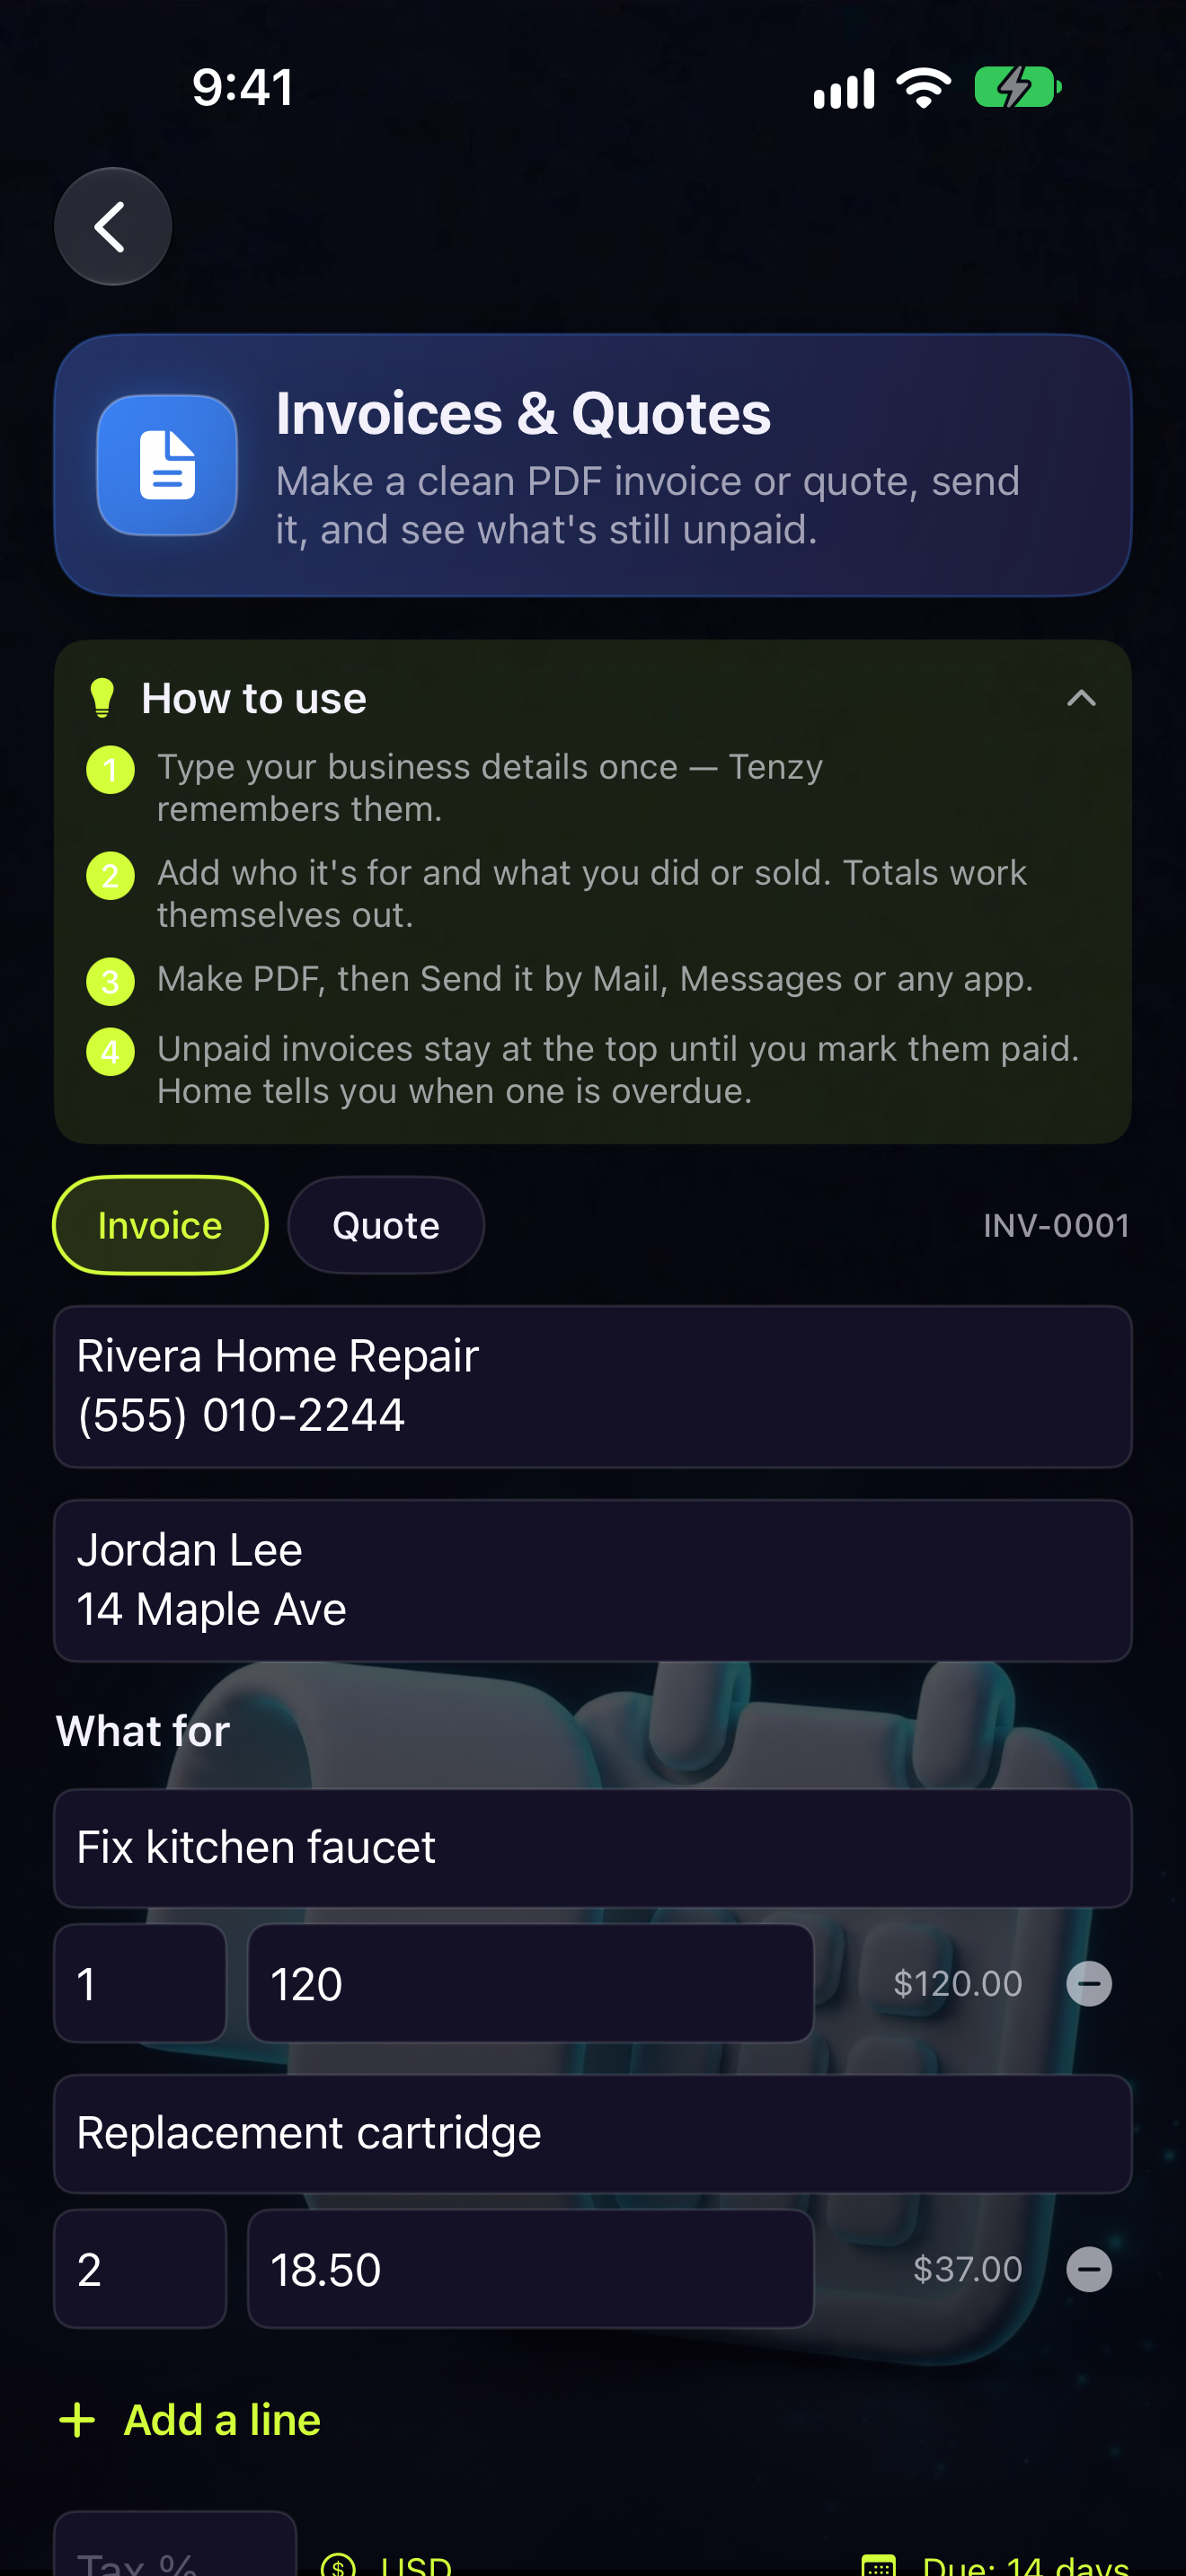 9:41
Invoices & Quotes
Make a clean PDF invoice or quote, send
it, and see what's still unpaid.
How to use
1 Type your business details once — Tenzy
remembers them.
2 Add who it's for and what you did or sold. Totals work
themselves out.
3 Make PDF, then Send it by Mail, Messages or any app.
4 Unpaid invoices stay at the top until you mark them paid.
Home tells you when one is overdue.
Invoice Quote INV-0001
Rivera Home Repair
(555) 010-2244
Jordan Lee
14 Maple Ave
What for
Fix kitchen faucet
1 120 $120.00
Replacement cartridge
2 18.50 $37.00
+ Add a line
Tax % USD Due: 14 days